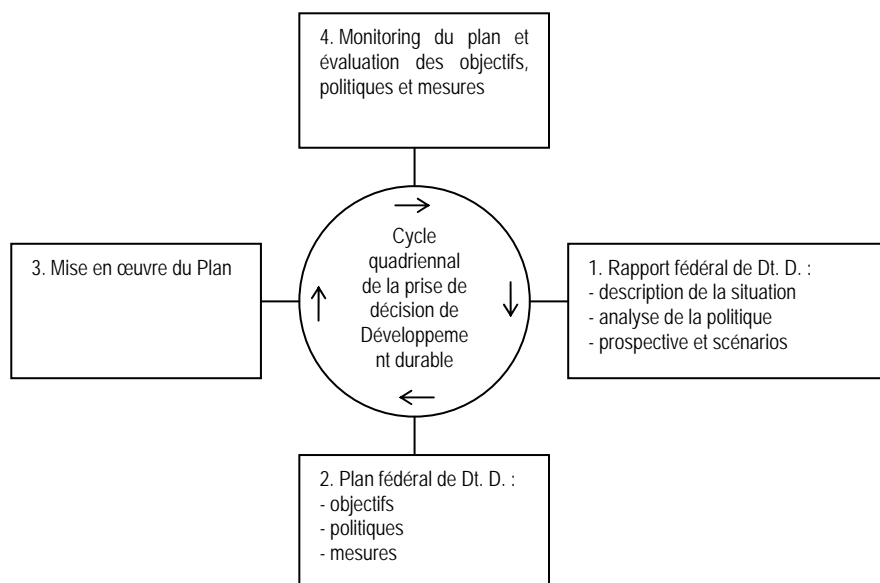 4. Monitoring du plan et
évaluation des objectifs,
politiques et mesures
3. Mise en œuvre du Plan
Cycle
quadriennal
de la prise de
décision de
Développeme
nt durable
1. Rapport fédéral de Dt. D. :
- description de la situation
- analyse de la politique
- prospective et scénarios
2. Plan fédéral de Dt. D. :
- objectifs
- politiques
- mesures